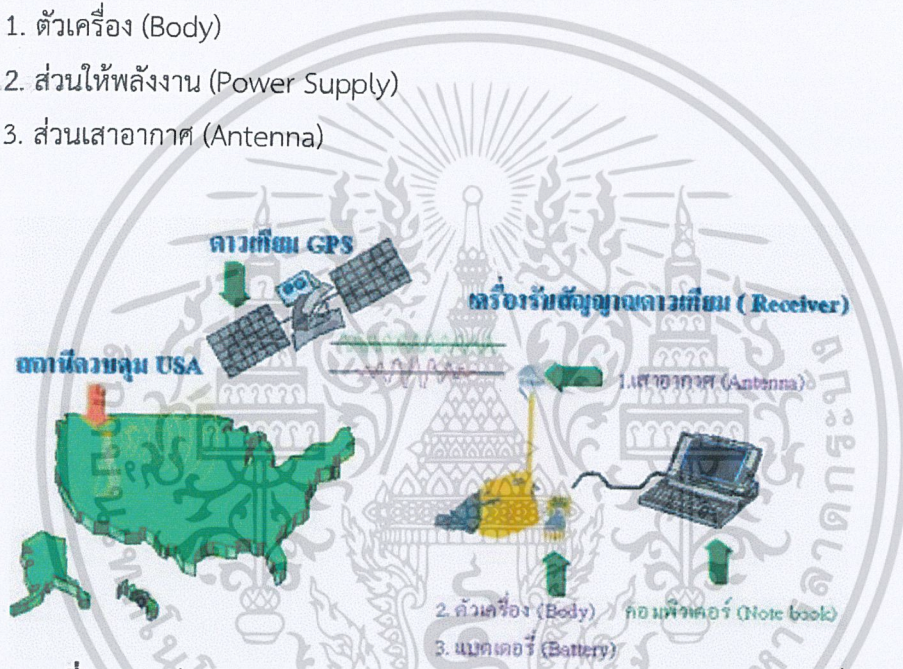 1. ตัวเครื่อง (Body)
2. ส่วนให้พลังงาน (Power Supply)
3. ส่วนเสาอากาศ (Antenna)
ดาวเทียม GPS
เครื่องรับสัญญาณดาวเทียม ( Receiver)
สถานีควบคุม USA
1.เสาอากาศ (Antenna)
2. ตัวเครื่อง (Body)
คอมพิวเตอร์ (Note book)
3. แบตเตอรี่ (Battery)